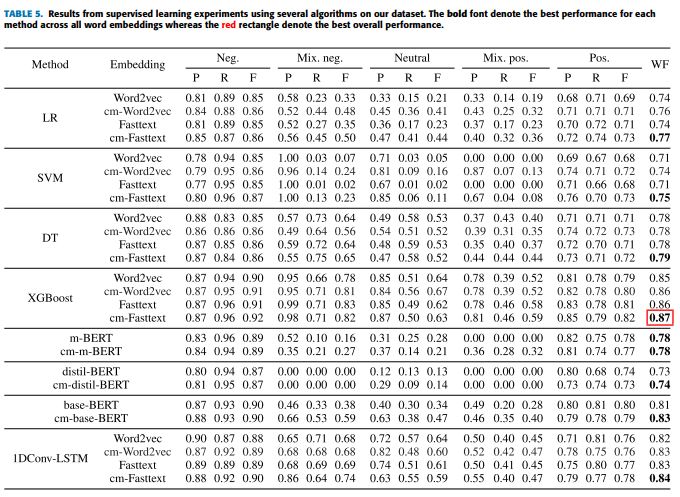 TABLE 5. Results from supervised learning experiments using several algorithms on our dataset. The bold font denote the best performance for each
method across all word embeddings whereas the red rectangle denote the best overall performance.
Method Embedding Neg. Mix. neg. Neutral Mix. pos. Pos. WF
P R F P R F P R F P R F P R F
LR
Word2vec 0.81 0.89 0.85 0.58 0.23 0.33 0.33 0.15 0.21 0.33 0.14 0.19 0.68 0.71 0.69 0.74
cm-Word2vec 0.84 0.88 0.86 0.52 0.44 0.48 0.45 0.36 0.41 0.43 0.25 0.32 0.71 0.71 0.71 0.76
Fasttext 0.81 0.89 0.85 0.52 0.27 0.35 0.36 0.17 0.23 0.37 0.17 0.23 0.70 0.72 0.71 0.74
cm-Fasttext 0.85 0.87 0.86 0.56 0.45 0.50 0.47 0.41 0.44 0.40 0.32 0.36 0.72 0.74 0.73 0.77
SVM
Word2vec 0.78 0.94 0.85 1.00 0.03 0.07 0.71 0.03 0.05 0.00 0.00 0.00 0.69 0.67 0.68 0.71
cm-Word2vec 0.79 0.95 0.86 0.96 0.14 0.24 0.81 0.09 0.16 0.87 0.07 0.13 0.74 0.71 0.72 0.74
Fasttext 0.77 0.95 0.85 1.00 0.01 0.02 0.67 0.01 0.02 0.00 0.00 0.00 0.71 0.66 0.68 0.71
cm-Fasttext 0.80 0.96 0.87 1.00 0.13 0.23 0.85 0.06 0.11 0.67 0.04 0.08 0.76 0.70 0.73 0.75
DT
Word2vec 0.88 0.83 0.85 0.57 0.73 0.64 0.49 0.58 0.53 0.37 0.43 0.40 0.71 0.71 0.71 0.78
cm-Word2vec 0.86 0.86 0.86 0.49 0.64 0.56 0.54 0.51 0.52 0.39 0.31 0.35 0.74 0.72 0.73 0.78
Fasttext 0.87 0.85 0.86 0.59 0.72 0.64 0.48 0.59 0.53 0.35 0.40 0.37 0.72 0.70 0.71 0.78
cm-Fasttext 0.87 0.84 0.86 0.55 0.75 0.65 0.47 0.58 0.52 0.44 0.44 0.44 0.73 0.71 0.72 0.79
XGBoost
Word2vec 0.87 0.94 0.90 0.95 0.66 0.78 0.85 0.51 0.64 0.78 0.39 0.52 0.81 0.78 0.79 0.85
cm-Word2vec 0.87 0.95 0.91 0.95 0.71 0.81 0.84 0.56 0.67 0.78 0.39 0.52 0.82 0.78 0.80 0.86
Fasttext 0.87 0.96 0.91 0.99 0.71 0.83 0.85 0.49 0.62 0.78 0.46 0.58 0.83 0.78 0.81 0.86
cm-Fasttext 0.87 0.96 0.92 0.98 0.71 0.82 0.87 0.50 0.63 0.81 0.46 0.59 0.85 0.79 0.82 0.87
m-BERT 0.83 0.96 0.89 0.52 0.10 0.16 0.31 0.25 0.28 0.00 0.00 0.00 0.82 0.75 0.78 0.78
cm-m-BERT 0.84 0.94 0.89 0.35 0.21 0.27 0.37 0.14 0.21 0.36 0.28 0.32 0.81 0.74 0.77 0.78
distil-BERT 0.80 0.94 0.87 0.00 0.00 0.00 0.12 0.13 0.13 0.00 0.00 0.00 0.80 0.68 0.74 0.73
cm-distil-BERT 0.81 0.95 0.87 0.00 0.00 0.00 0.29 0.09 0.14 0.00 0.00 0.00 0.73 0.74 0.73 0.74
base-BERT 0.87 0.93 0.90 0.46 0.33 0.38 0.40 0.30 0.34 0.49 0.20 0.28 0.80 0.81 0.80 0.81
cm-base-BERT 0.88 0.93 0.90 0.66 0.53 0.59 0.63 0.38 0.47 0.46 0.35 0.40 0.79 0.78 0.79 0.83
1DConv-LSTM
Word2vec 0.90 0.87 0.88 0.65 0.71 0.68 0.72 0.57 0.64 0.50 0.40 0.45 0.71 0.81 0.76 0.82
cm-Word2vec 0.87 0.92 0.89 0.68 0.68 0.68 0.82 0.48 0.60 0.52 0.42 0.47 0.78 0.75 0.76 0.83
Fasttext 0.89 0.89 0.89 0.68 0.69 0.69 0.74 0.51 0.61 0.50 0.41 0.45 0.75 0.80 0.77 0.83
cm-Fasttext 0.88 0.92 0.90 0.86 0.64 0.74 0.63 0.55 0.59 0.55 0.40 0.47 0.79 0.77 0.78 0.84